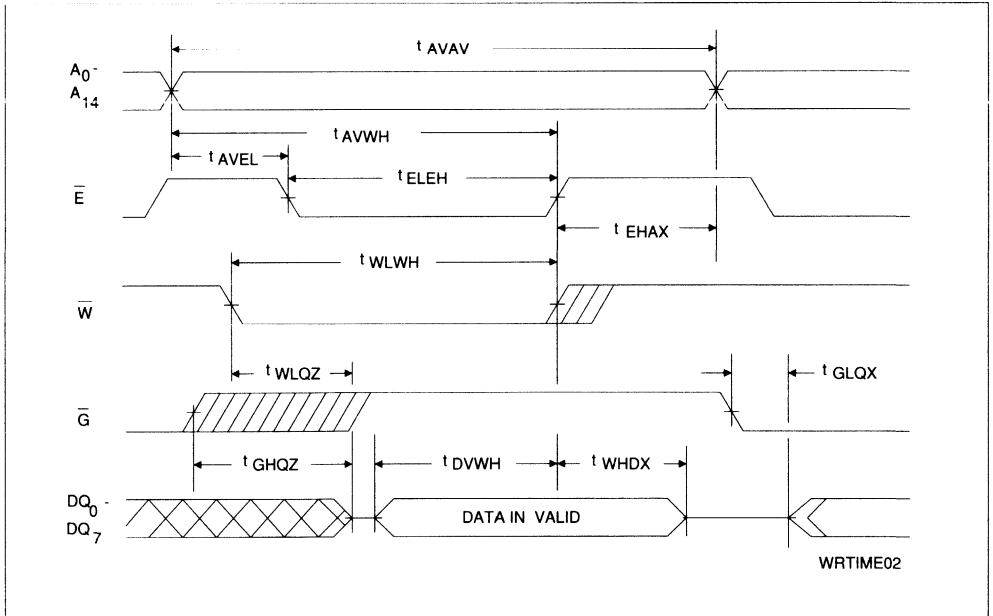 t AVAV
A0-
A14
t AVWH
t AVEL
t ELEH
E
t EHAX
t WLWH
W
t WLQZ
t GLQX
G
t GHQZ
t DVWH
t WHDX
DQ0 -
DQ7
DATA IN VALID
WRTIME02